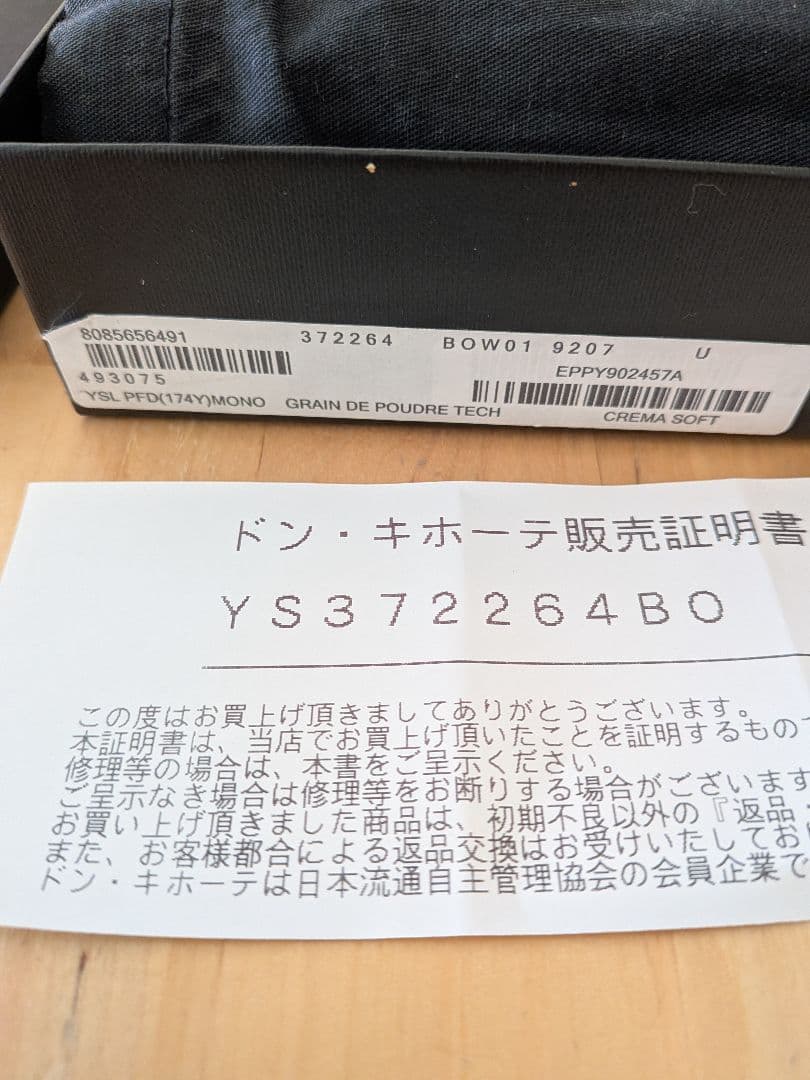 8085656491 372264 BOW01 9207 U
493075 EPPY902457A
YSL PFD(174Y)MONO GRAIN DE POUDRE TECH CREMA SOFT
ドン・キホーテ販売証明書
YS372264BO
この度はお買上げ頂きましてありがとうございます。
本証明書は、当店でお買上げ頂いたことを証明するもので
修理等の場合は、本書をご呈示ください。
ご呈示なき場合は修理等をお断りする場合がございます
お買い上げ頂きました商品は、初期不良以外の『返品
また、お客様都合による返品交換はお受けいたしてお
ドン・キホーテは日本流通自主管理協会の会員企業で